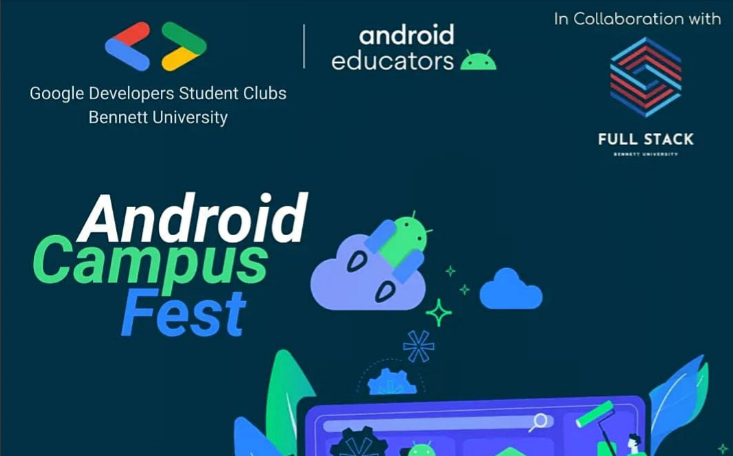 Google Developers Student Clubs
Bennett University
android
educators
In Collaboration with
FULL STACK
BENNETT UNIVERSITY
Android
Campus
Fest